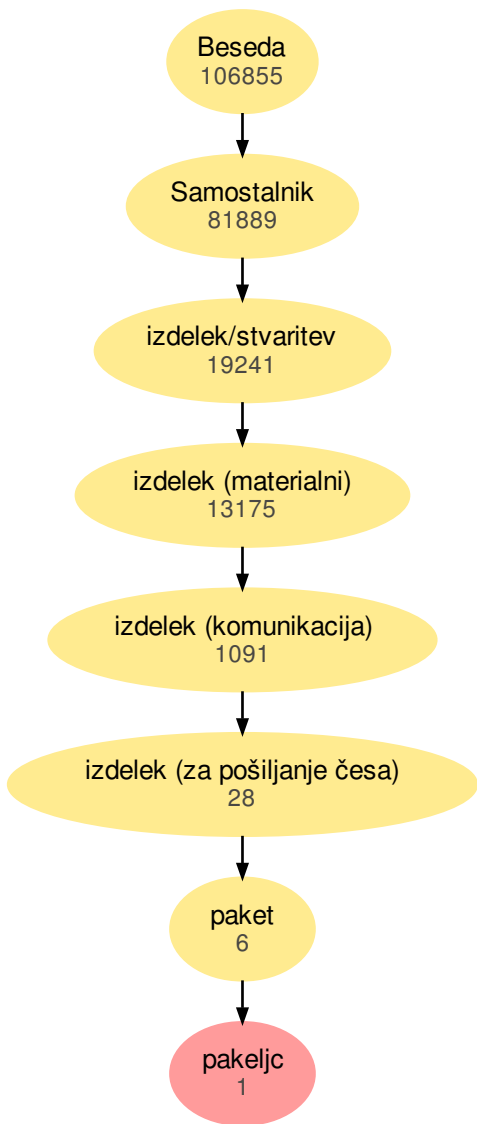 Beseda
106855
Samostalnik
81889
izdelek/stvaritev
19241
izdelek (materialni)
13175
izdelek (komunikacija)
1091
izdelek (za pošiljanje česa)
28
paket
6
pakeljc
1